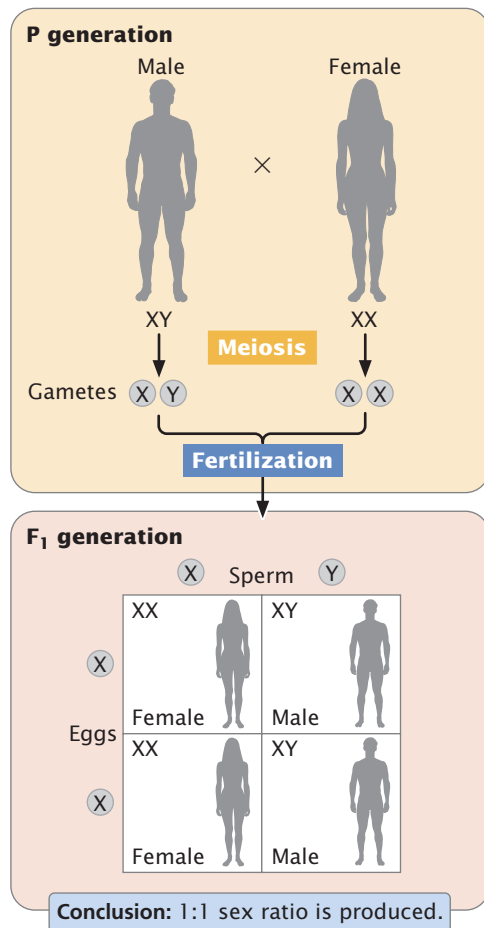 P generation
Male Female
×
XY XX
Meiosis
Gametes X Y X X
Fertilization
F₁ generation
X Sperm Y
XX XY
X
Female Male
Eggs
XX XY
X
Female Male
Conclusion: 1:1 sex ratio is produced.